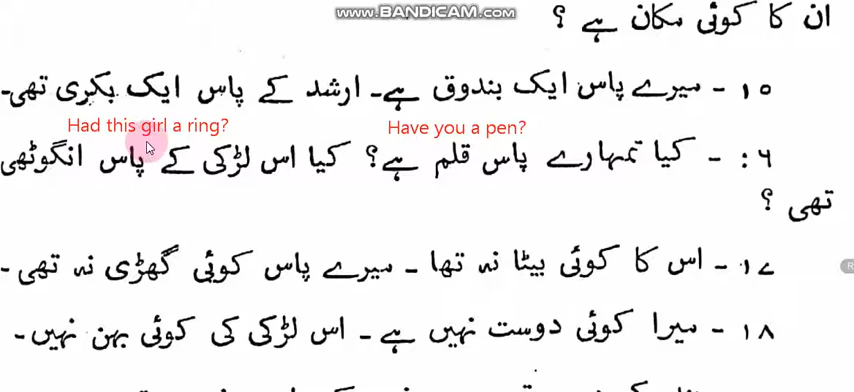 www.BANDICAM.com
ان کا کوئی مکان ہے ؟
۱۵ - میرے پاس ایک بندوق ہے۔ ارشد کے پاس ایک بکری تھی۔
Had this girl a ring? Have you a pen?
۱۶ - کیا تمہارے پاس قلم ہے؟ کیا اس لڑکی کے پاس انگوٹھی
تھی ؟
۱۷ - اس کا کوئی بیٹا نہ تھا - میرے پاس کوئی گھڑی نہ تھی -
۱۸ - میرا کوئی دوست نہیں ہے - اس لڑکی کی کوئی بہن نہیں -